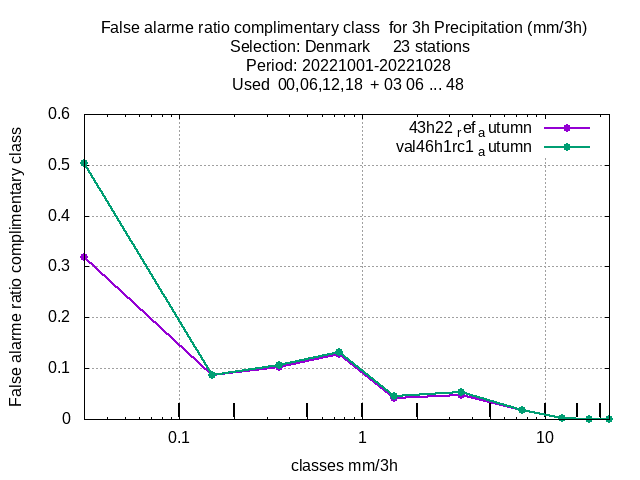 False alarme ratio complimentary class  for 3h Precipitation (mm/3h)
Selection: Denmark     23 stations
Period: 20221001-20221028
Used  00,06,12,18  + 03 06 ... 48
43h22 ref a utumn
val46h1rc1 a utumn
False alarme ratio complimentary class
0.6
0.5
0.4
0.3
0.2
0.1
0
0.1
1
10
classes mm/3h